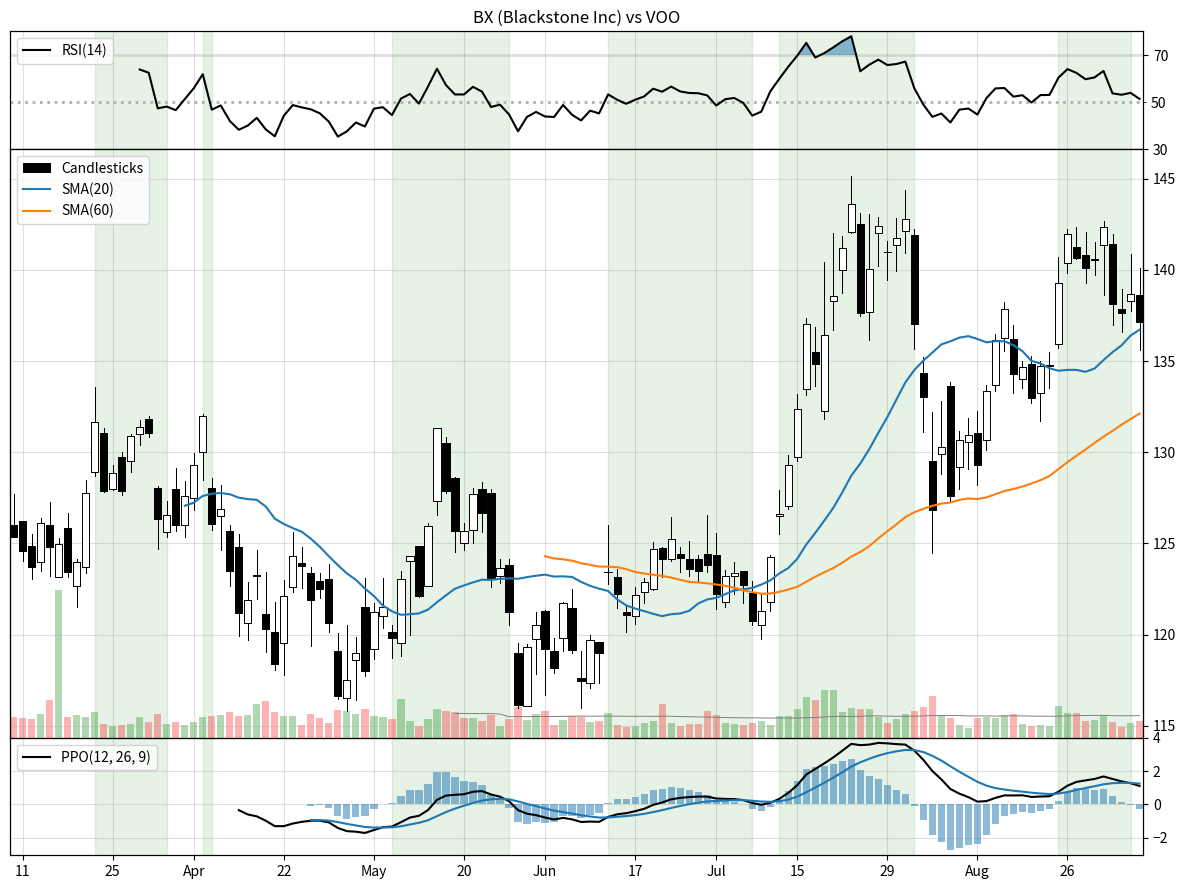 BX (Blackstone Inc) vs VOO
RSI(14)
70
50
30
Candlesticks
SMA(20)
SMA(60)
145
140
135
130
125
120
115
PPO(12, 26, 9)
4
2
0
−2
11 25 Apr 22 May 20 Jun 17 Jul 15 29 Aug 26